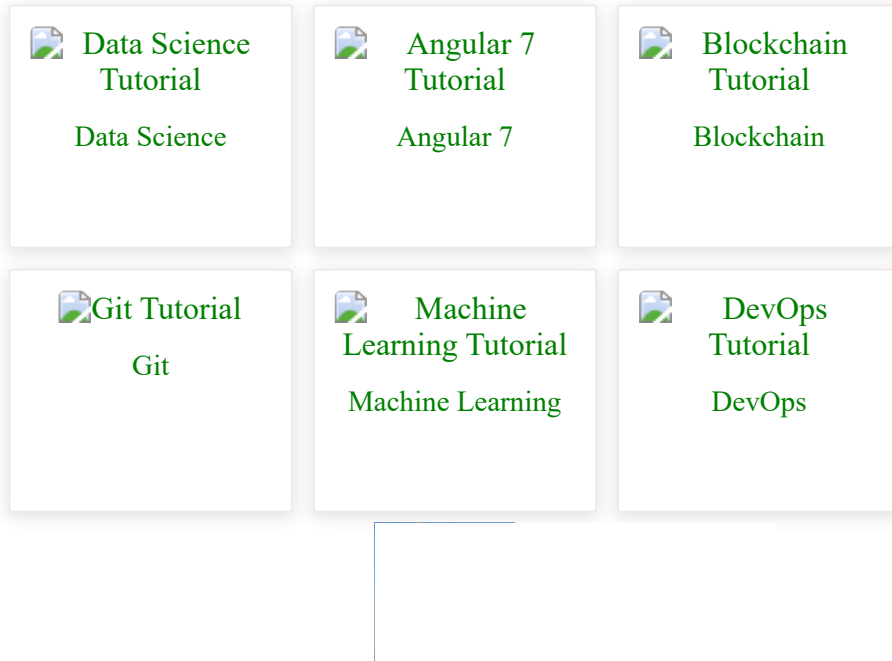 Data Science
Tutorial
Data Science
Angular 7
Tutorial
Angular 7
Blockchain
Tutorial
Blockchain
Git Tutorial
Git
Machine
Learning Tutorial
Machine Learning
DevOps
Tutorial
DevOps